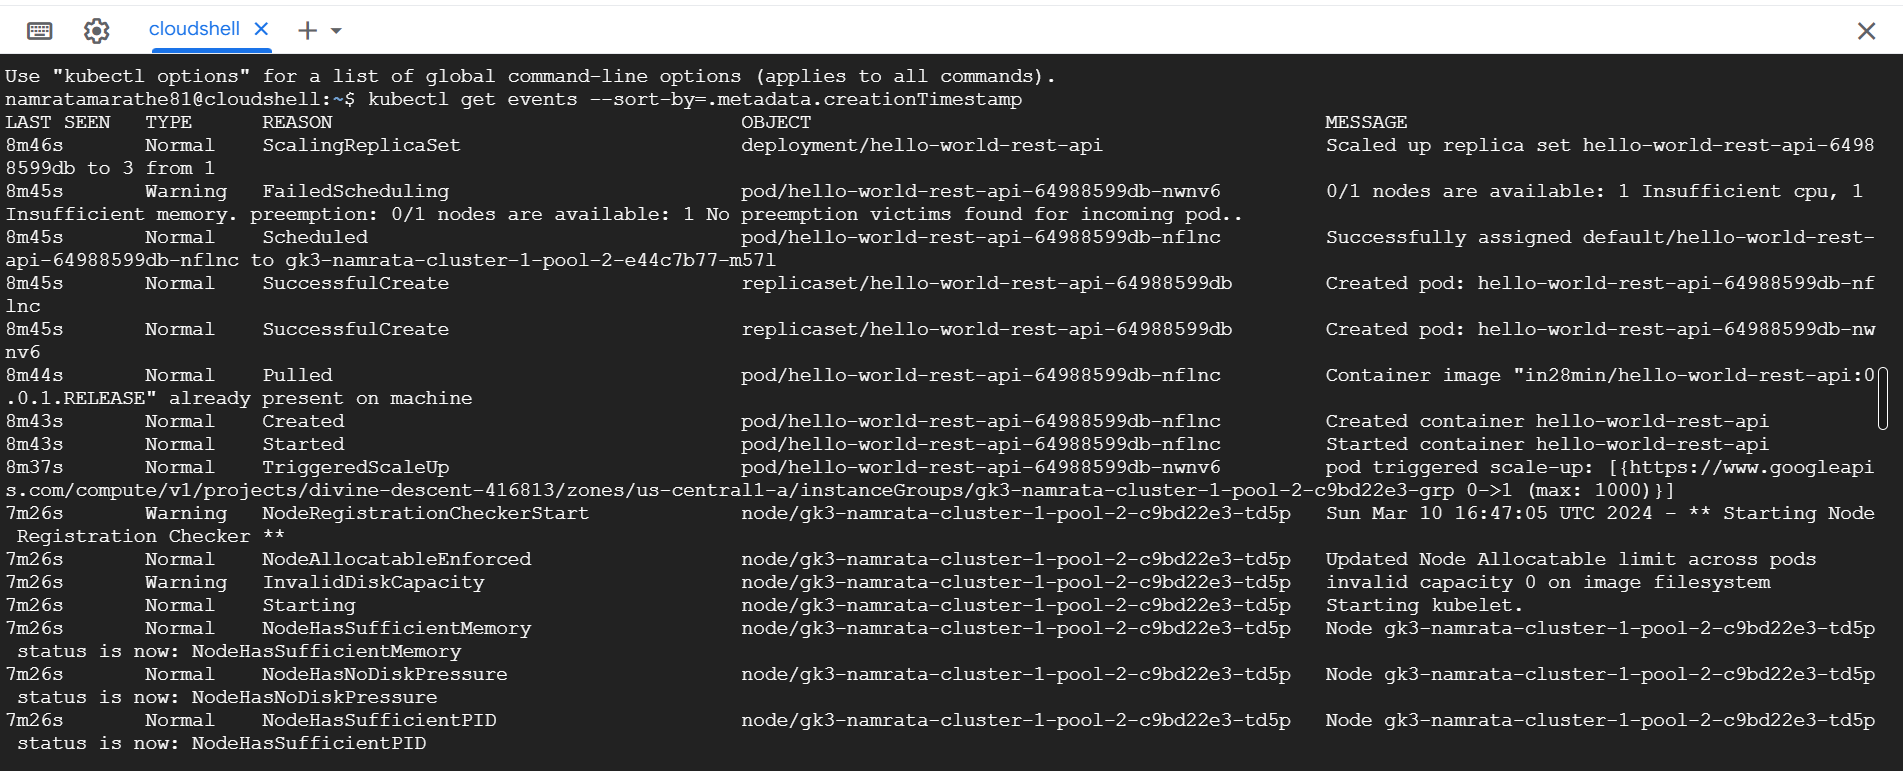 cloudshell
Use "kubectl options" for a list of global command-line options (applies to all commands).
namratamarathe81@cloudshell:~$ kubectl get events --sort-by=.metadata.creationTimestamp
LAST SEEN   TYPE      REASON                                   OBJECT                                            MESSAGE
8m46s       Normal    ScalingReplicaSet                        deployment/hello-world-rest-api                   Scaled up replica set hello-world-rest-api-6498
8599db to 3 from 1
8m45s       Warning   FailedScheduling                         pod/hello-world-rest-api-64988599db-nwnv6         0/1 nodes are available: 1 Insufficient cpu, 1
Insufficient memory. preemption: 0/1 nodes are available: 1 No preemption victims found for incoming pod..
8m45s       Normal    Scheduled                                pod/hello-world-rest-api-64988599db-nflnc         Successfully assigned default/hello-world-rest-
api-64988599db-nflnc to gk3-namrata-cluster-1-pool-2-e44c7b77-m57l
8m45s       Normal    SuccessfulCreate                         replicaset/hello-world-rest-api-64988599db        Created pod: hello-world-rest-api-64988599db-nf
lnc
8m45s       Normal    SuccessfulCreate                         replicaset/hello-world-rest-api-64988599db        Created pod: hello-world-rest-api-64988599db-nw
nv6
8m44s       Normal    Pulled                                   pod/hello-world-rest-api-64988599db-nflnc         Container image "in28min/hello-world-rest-api:0
.0.1.RELEASE" already present on machine
8m43s       Normal    Created                                  pod/hello-world-rest-api-64988599db-nflnc         Created container hello-world-rest-api
8m43s       Normal    Started                                  pod/hello-world-rest-api-64988599db-nflnc         Started container hello-world-rest-api
8m37s       Normal    TriggeredScaleUp                         pod/hello-world-rest-api-64988599db-nwnv6         pod triggered scale-up: [{https://www.googleapi
s.com/compute/v1/projects/divine-descent-416813/zones/us-central1-a/instanceGroups/gk3-namrata-cluster-1-pool-2-c9bd22e3-grp 0->1 (max: 1000)}]
7m26s       Warning   NodeRegistrationCheckerStart             node/gk3-namrata-cluster-1-pool-2-c9bd22e3-td5p   Sun Mar 10 16:47:05 UTC 2024 - ** Starting Node
 Registration Checker **
7m26s       Normal    NodeAllocatableEnforced                  node/gk3-namrata-cluster-1-pool-2-c9bd22e3-td5p   Updated Node Allocatable limit across pods
7m26s       Warning   InvalidDiskCapacity                      node/gk3-namrata-cluster-1-pool-2-c9bd22e3-td5p   invalid capacity 0 on image filesystem
7m26s       Normal    Starting                                 node/gk3-namrata-cluster-1-pool-2-c9bd22e3-td5p   Starting kubelet.
7m26s       Normal    NodeHasSufficientMemory                  node/gk3-namrata-cluster-1-pool-2-c9bd22e3-td5p   Node gk3-namrata-cluster-1-pool-2-c9bd22e3-td5p
 status is now: NodeHasSufficientMemory
7m26s       Normal    NodeHasNoDiskPressure                    node/gk3-namrata-cluster-1-pool-2-c9bd22e3-td5p   Node gk3-namrata-cluster-1-pool-2-c9bd22e3-td5p
 status is now: NodeHasNoDiskPressure
7m26s       Normal    NodeHasSufficientPID                     node/gk3-namrata-cluster-1-pool-2-c9bd22e3-td5p   Node gk3-namrata-cluster-1-pool-2-c9bd22e3-td5p
 status is now: NodeHasSufficientPID